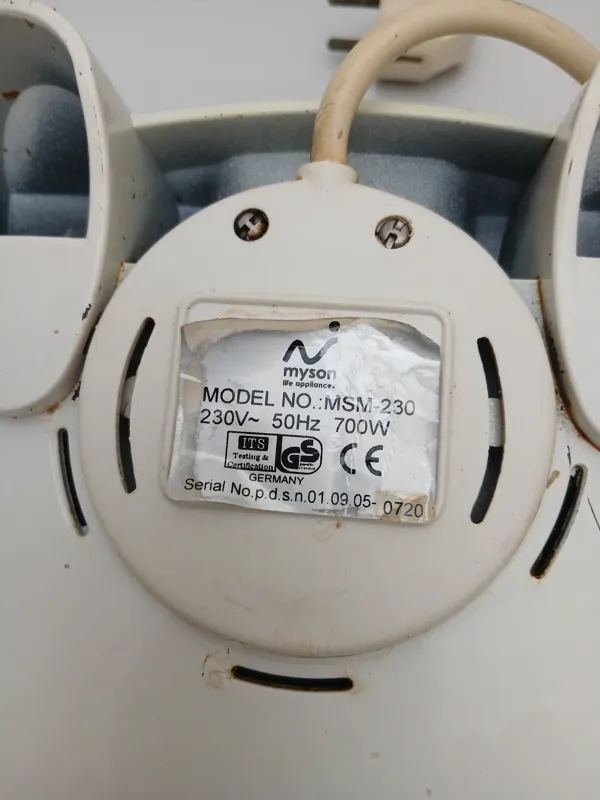 myson
life appliances
MODEL NO.:MSM-230
230V~ 50Hz 700W
ITS
Testing &
Certification
GS
CE
GERMANY
Serial No.p.d.s.n.01.09.05-0720